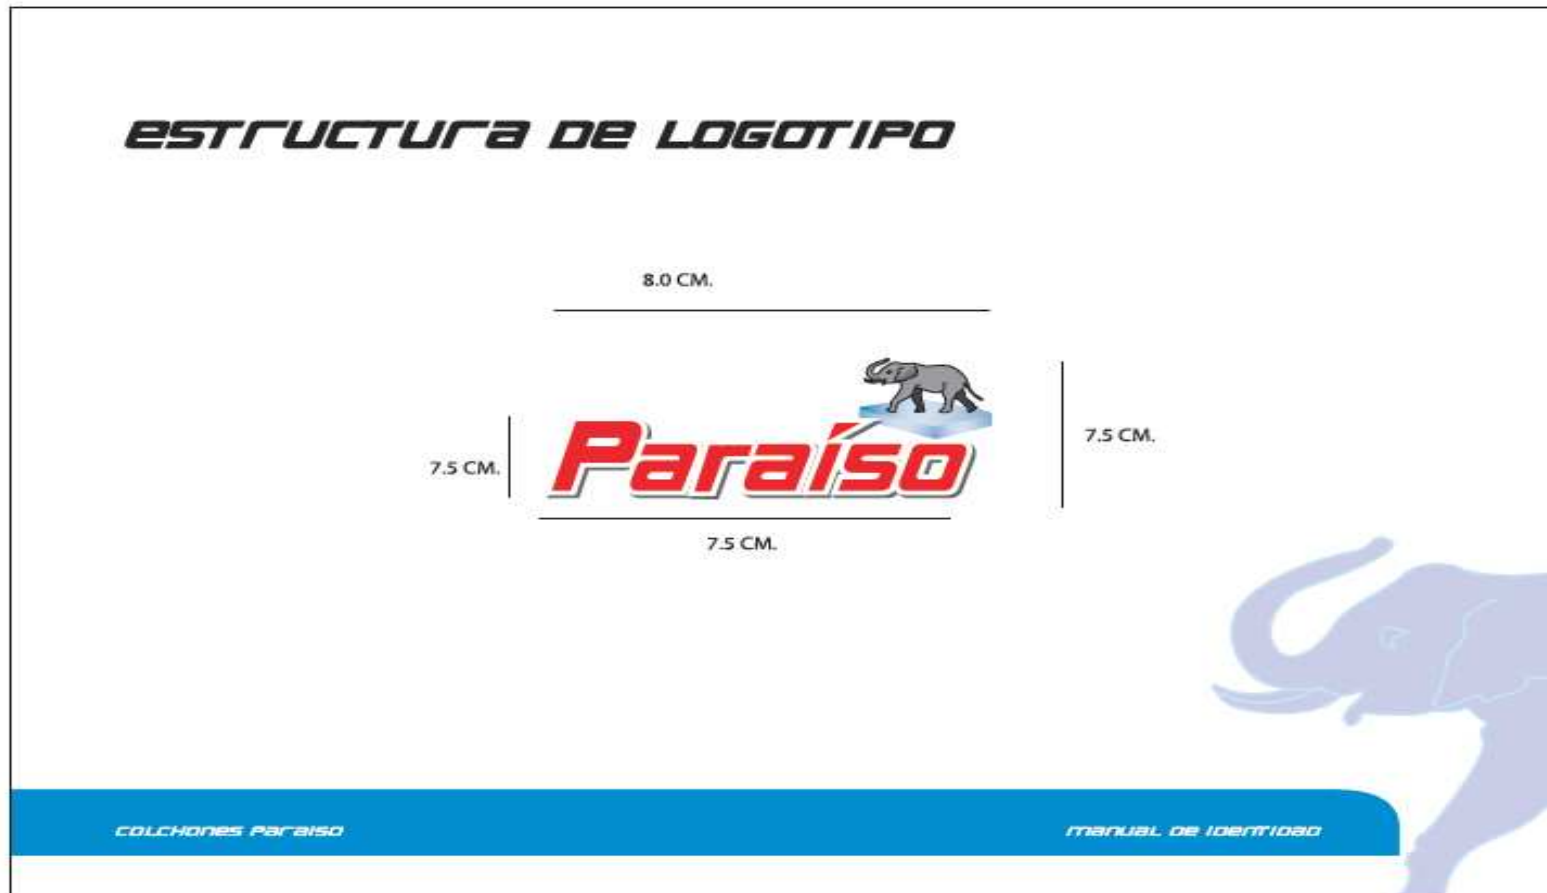 estructura de Logotipo
8.0 CM.
7.5 CM.
Paraíso
7.5 CM.
7.5 CM.
COLCHONES Paraiso
manual de identidad